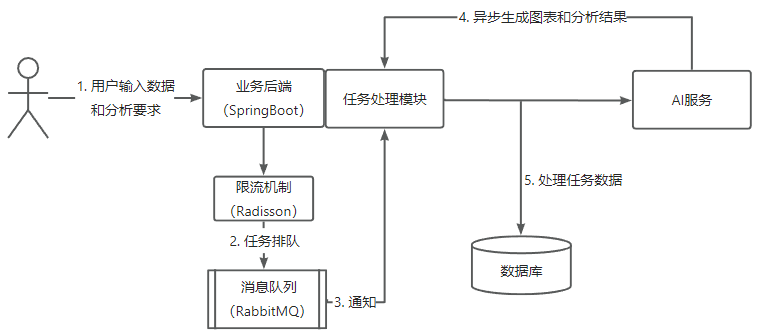 4. 异步生成图表和分析结果
1. 用户输入数据
和分析要求
业务后端
（SpringBoot）
任务处理模块
AI服务
限流机制
（Radisson）
5. 处理任务数据
2. 任务排队
消息队列
（RabbitMQ）
3. 通知
数据库